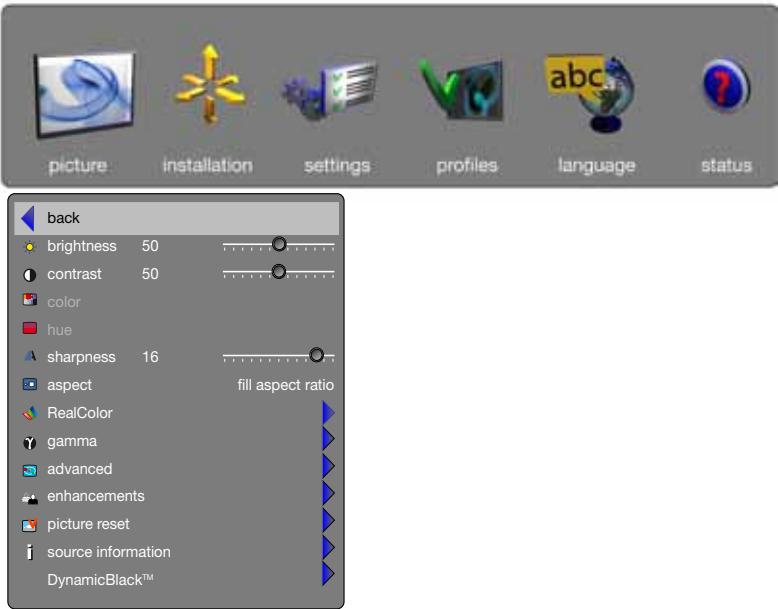 abc
picture installation settings profiles language status
back
brightness 50
contrast 50
color
hue
sharpness 16
aspect fill aspect ratio
RealColor
gamma
advanced
enhancements
picture reset
source information
DynamicBlack™